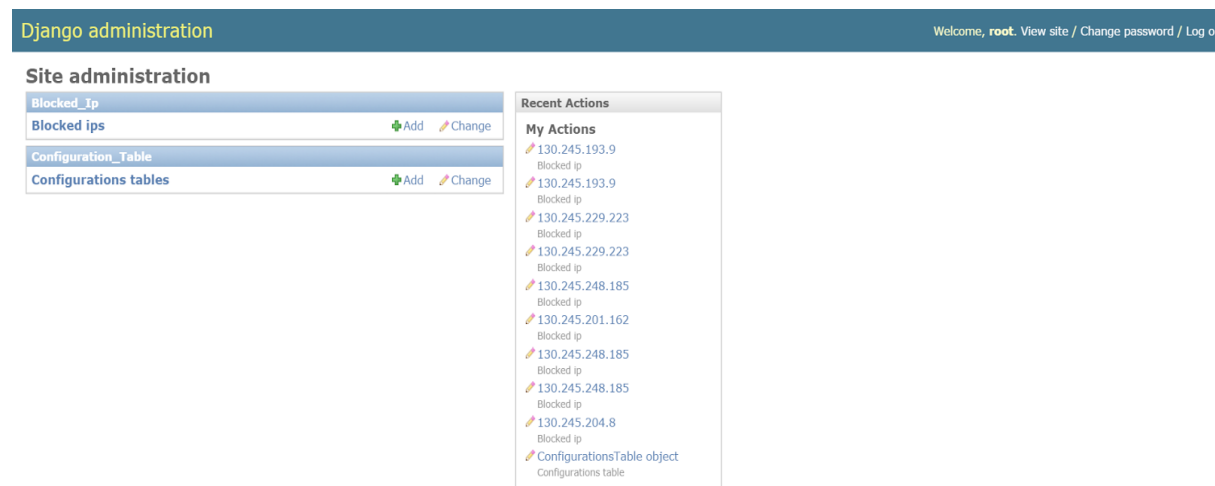 Django administration
Welcome, root. View site / Change password / Log o
Site administration
Blocked_Ip
Blocked ips Add Change
Configuration_Table
Configurations tables Add Change
Recent Actions
My Actions
130.245.193.9
Blocked ip
130.245.193.9
Blocked ip
130.245.229.223
Blocked ip
130.245.229.223
Blocked ip
130.245.248.185
Blocked ip
130.245.201.162
Blocked ip
130.245.248.185
Blocked ip
130.245.248.185
Blocked ip
130.245.204.8
Blocked ip
ConfigurationsTable object
Configurations table